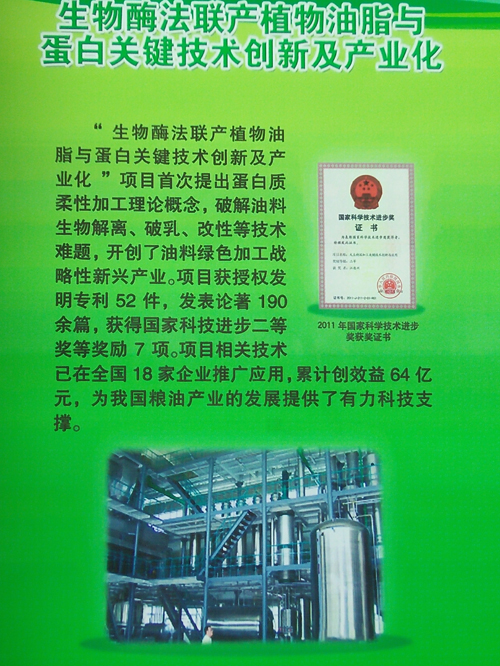 生物酶法联产植物油脂与
蛋白关键技术创新及产业化
“生物酶法联产植物油
脂与蛋白关键技术创新及产
业化”项目首次提出蛋白质
柔性加工理论概念，破解油料
生物解离、破乳、改性等技术
难题，开创了油料绿色加工战
略性新兴产业。项目获授权发
明专利 52 件，发表论著 190
余篇，获得国家科技进步二等
奖等奖励 7 项。项目相关技术
已在全国 18 家企业推广应用，累计创效益 64 亿
元，为我国粮油产业的发展提供了有力科技支
撑。
国家科学技术进步奖
证书
2011 年国家科学技术进步
奖获奖证书